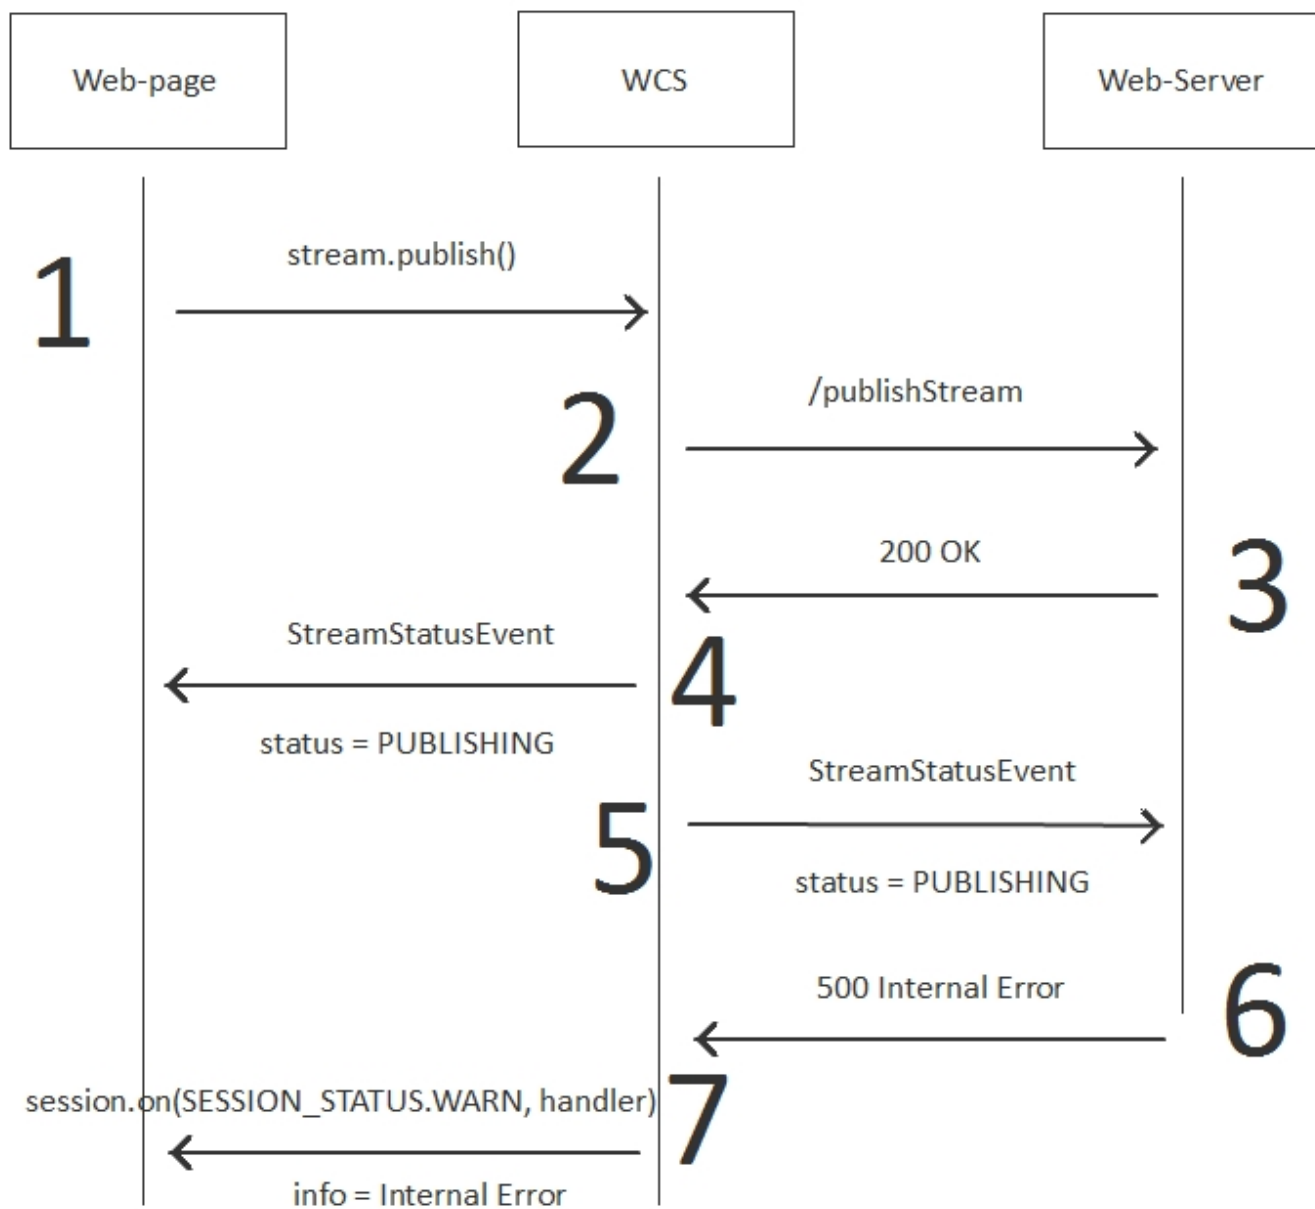 Web-page
WCS
Web-Server
1
stream.publish()
2
/publishStream
200 OK
3
StreamStatusEvent
4
status = PUBLISHING
StreamStatusEvent
5
status = PUBLISHING
500 Internal Error
6
session.on(SESSION_STATUS.WARN, handler)
7
info = Internal Error